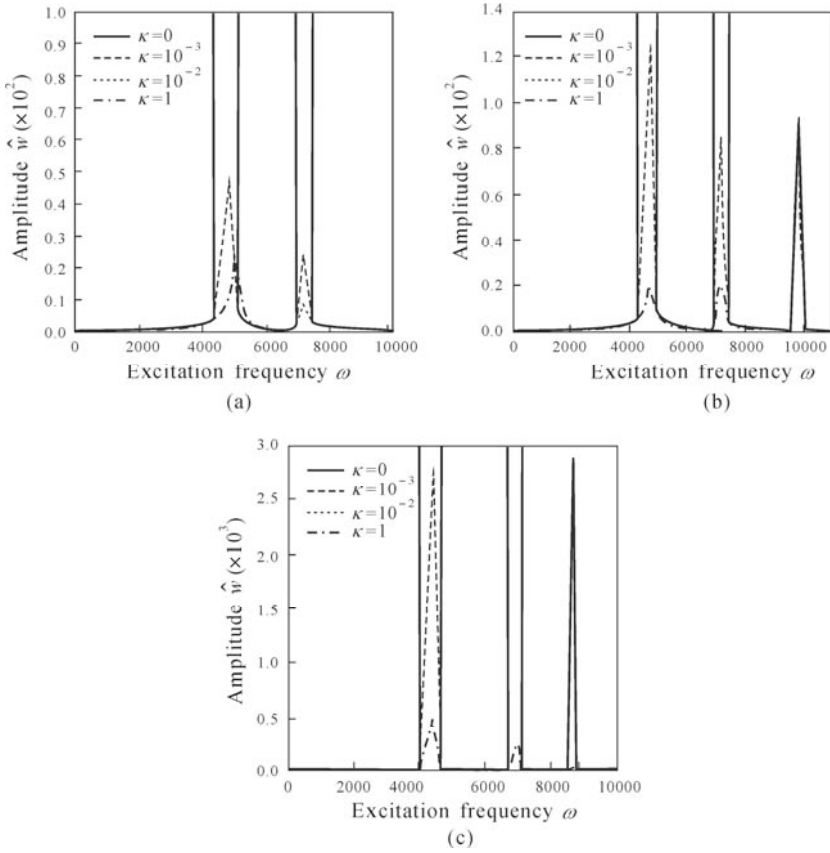 1.0
0.9
0.8
0.7
0.6
0.5
0.4
0.3
0.2
0.1
0.0
Amplitude ŵ (×10²)
κ=0
κ=10⁻³
κ=10⁻²
κ=1
0 2000 4000 6000 8000 10000
Excitation frequency ω
(a)
1.4
1.2
1.0
0.8
0.6
0.4
0.2
0.0
Amplitude ŵ (×10²)
κ=0
κ=10⁻³
κ=10⁻²
κ=1
0 2000 4000 6000 8000 10000
Excitation frequency ω
(b)
3.0
2.5
2.0
1.5
1.0
0.5
0.0
Amplitude ŵ (×10³)
κ=0
κ=10⁻³
κ=10⁻²
κ=1
0 2000 4000 6000 8000 10000
Excitation frequency ω
(c)